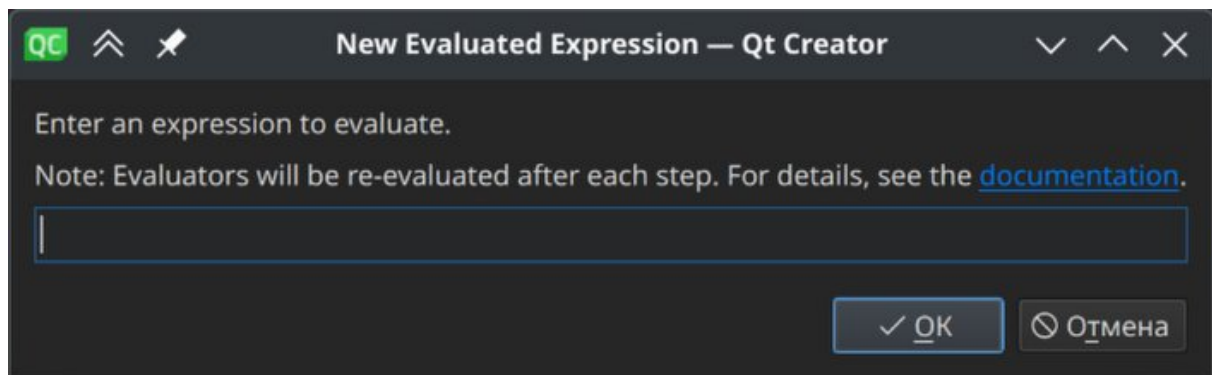 QC New Evaluated Expression — Qt Creator
Enter an expression to evaluate.
Note: Evaluators will be re-evaluated after each step. For details, see the documentation.
OK Отмена